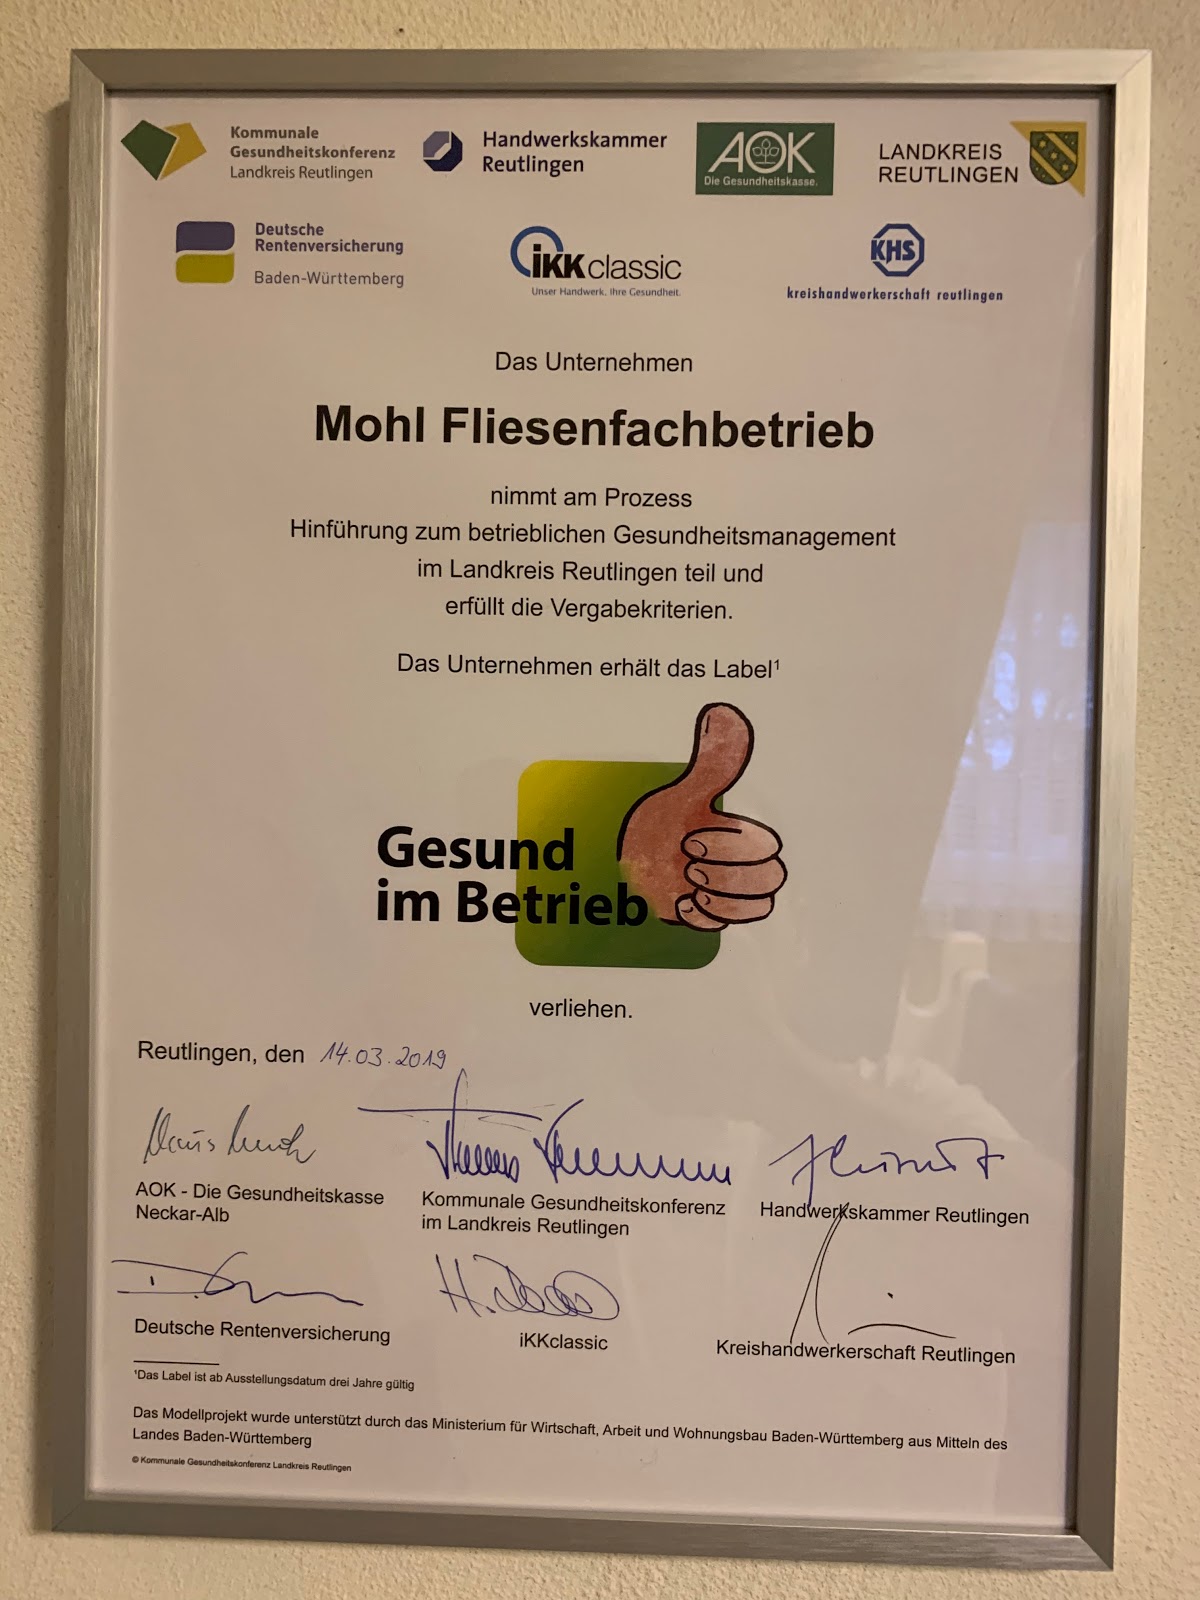 Kommunale
Gesundheitskonferenz
Landkreis Reutlingen
Handwerkskammer
Reutlingen
AOK
Die Gesundheitskasse.
LANDKREIS
REUTLINGEN
Deutsche
Rentenversicherung
Baden-Württemberg
iKK classic
Unser Handwerk. Ihre Gesundheit.
KHS
kreishandwerkerschaft reutlingen
Das Unternehmen
Mohl Fliesenfachbetrieb
nimmt am Prozess
Hinführung zum betrieblichen Gesundheitsmanagement
im Landkreis Reutlingen teil und
erfüllt die Vergabekriterien.
Das Unternehmen erhält das Label¹
Gesund
im Betrieb
verliehen.
Reutlingen, den 14.03.2019
AOK - Die Gesundheitskasse
Neckar-Alb
Kommunale Gesundheitskonferenz
im Landkreis Reutlingen
Handwerkskammer Reutlingen
Deutsche Rentenversicherung
iKKclassic
Kreishandwerkerschaft Reutlingen
¹Das Label ist ab Ausstellungsdatum drei Jahre gültig
Das Modellprojekt wurde unterstützt durch das Ministerium für Wirtschaft, Arbeit und Wohnungsbau Baden-Württemberg aus Mitteln des
Landes Baden-Württemberg
© Kommunale Gesundheitskonferenz Landkreis Reutlingen